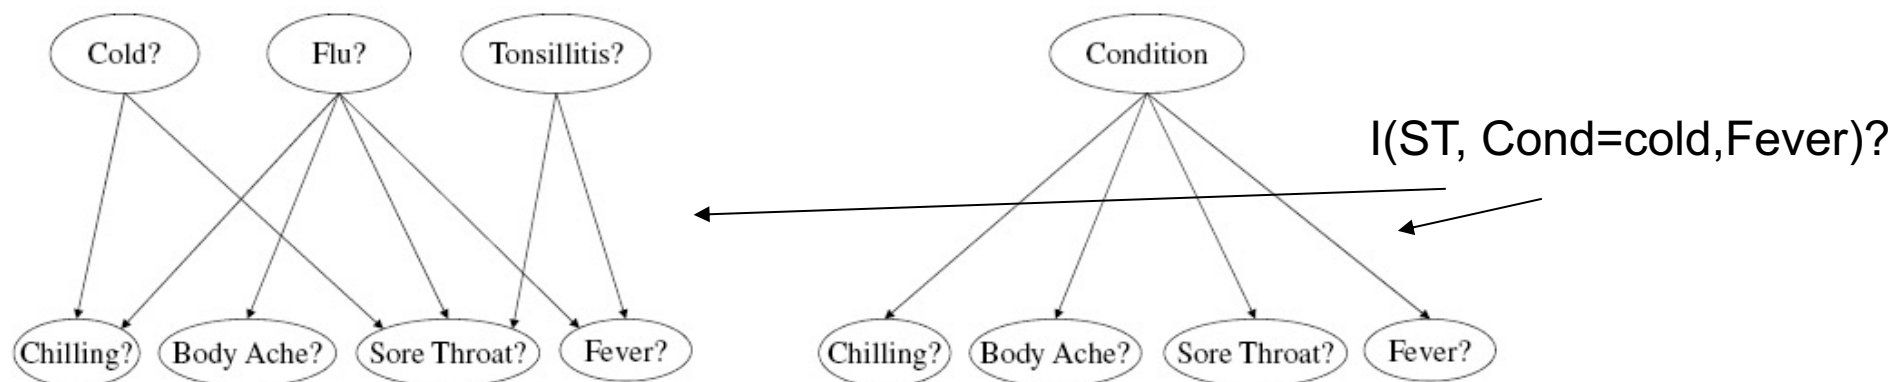 Cold? Flu? Tonsillitis? Condition
I(ST, Cond=cold,Fever)?
Chilling? Body Ache? Sore Throat? Fever? Chilling? Body Ache? Sore Throat? Fever?